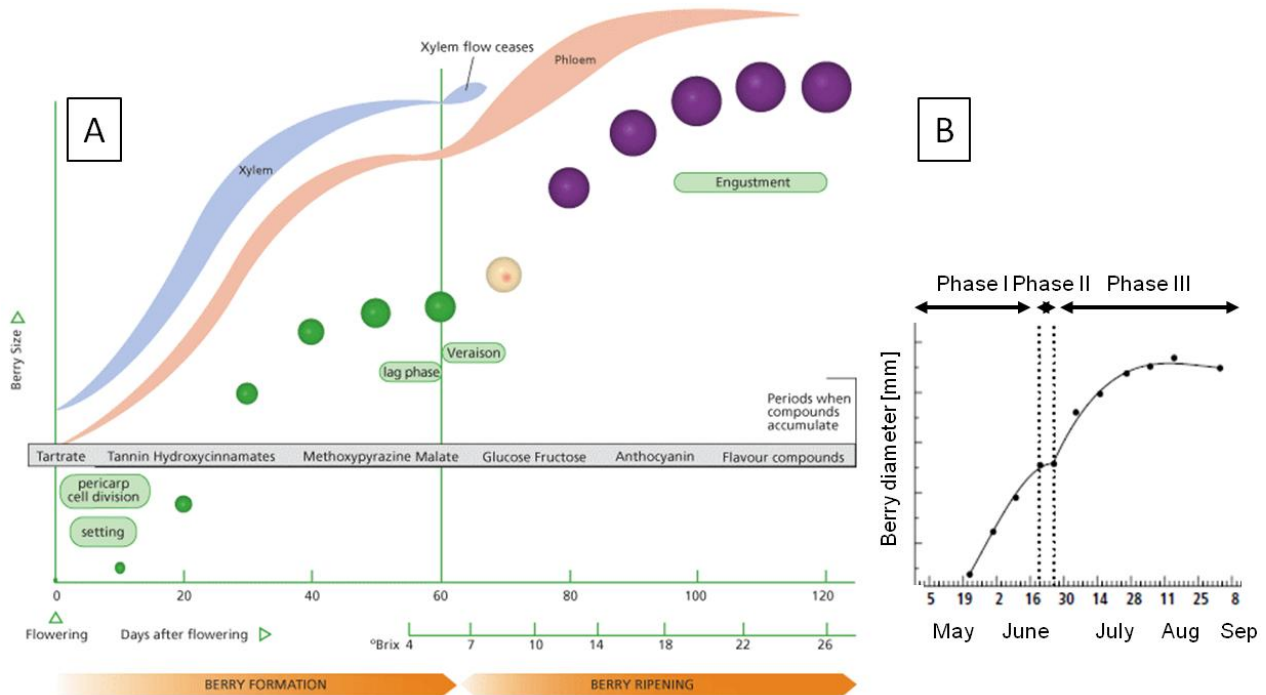 A
Xylem flow ceases
Phloem
Xylem
Engustment
Veraison
lag phase
Berry Size
Periods when
compounds
accumulate
Tartrate Tannin Hydroxycinnamates Methoxypyrazine Malate Glucose Fructose Anthocyanin Flavour compounds
pericarp
cell division
setting
0 20 40 60 80 100 120
Flowering
Days after flowering
ºBrix 4 7 10 14 18 22 26
BERRY FORMATION BERRY RIPENING
B
Phase I Phase II Phase III
Berry diameter [mm]
5 19 2 16 30 14 28 11 25 8
May June July Aug Sep